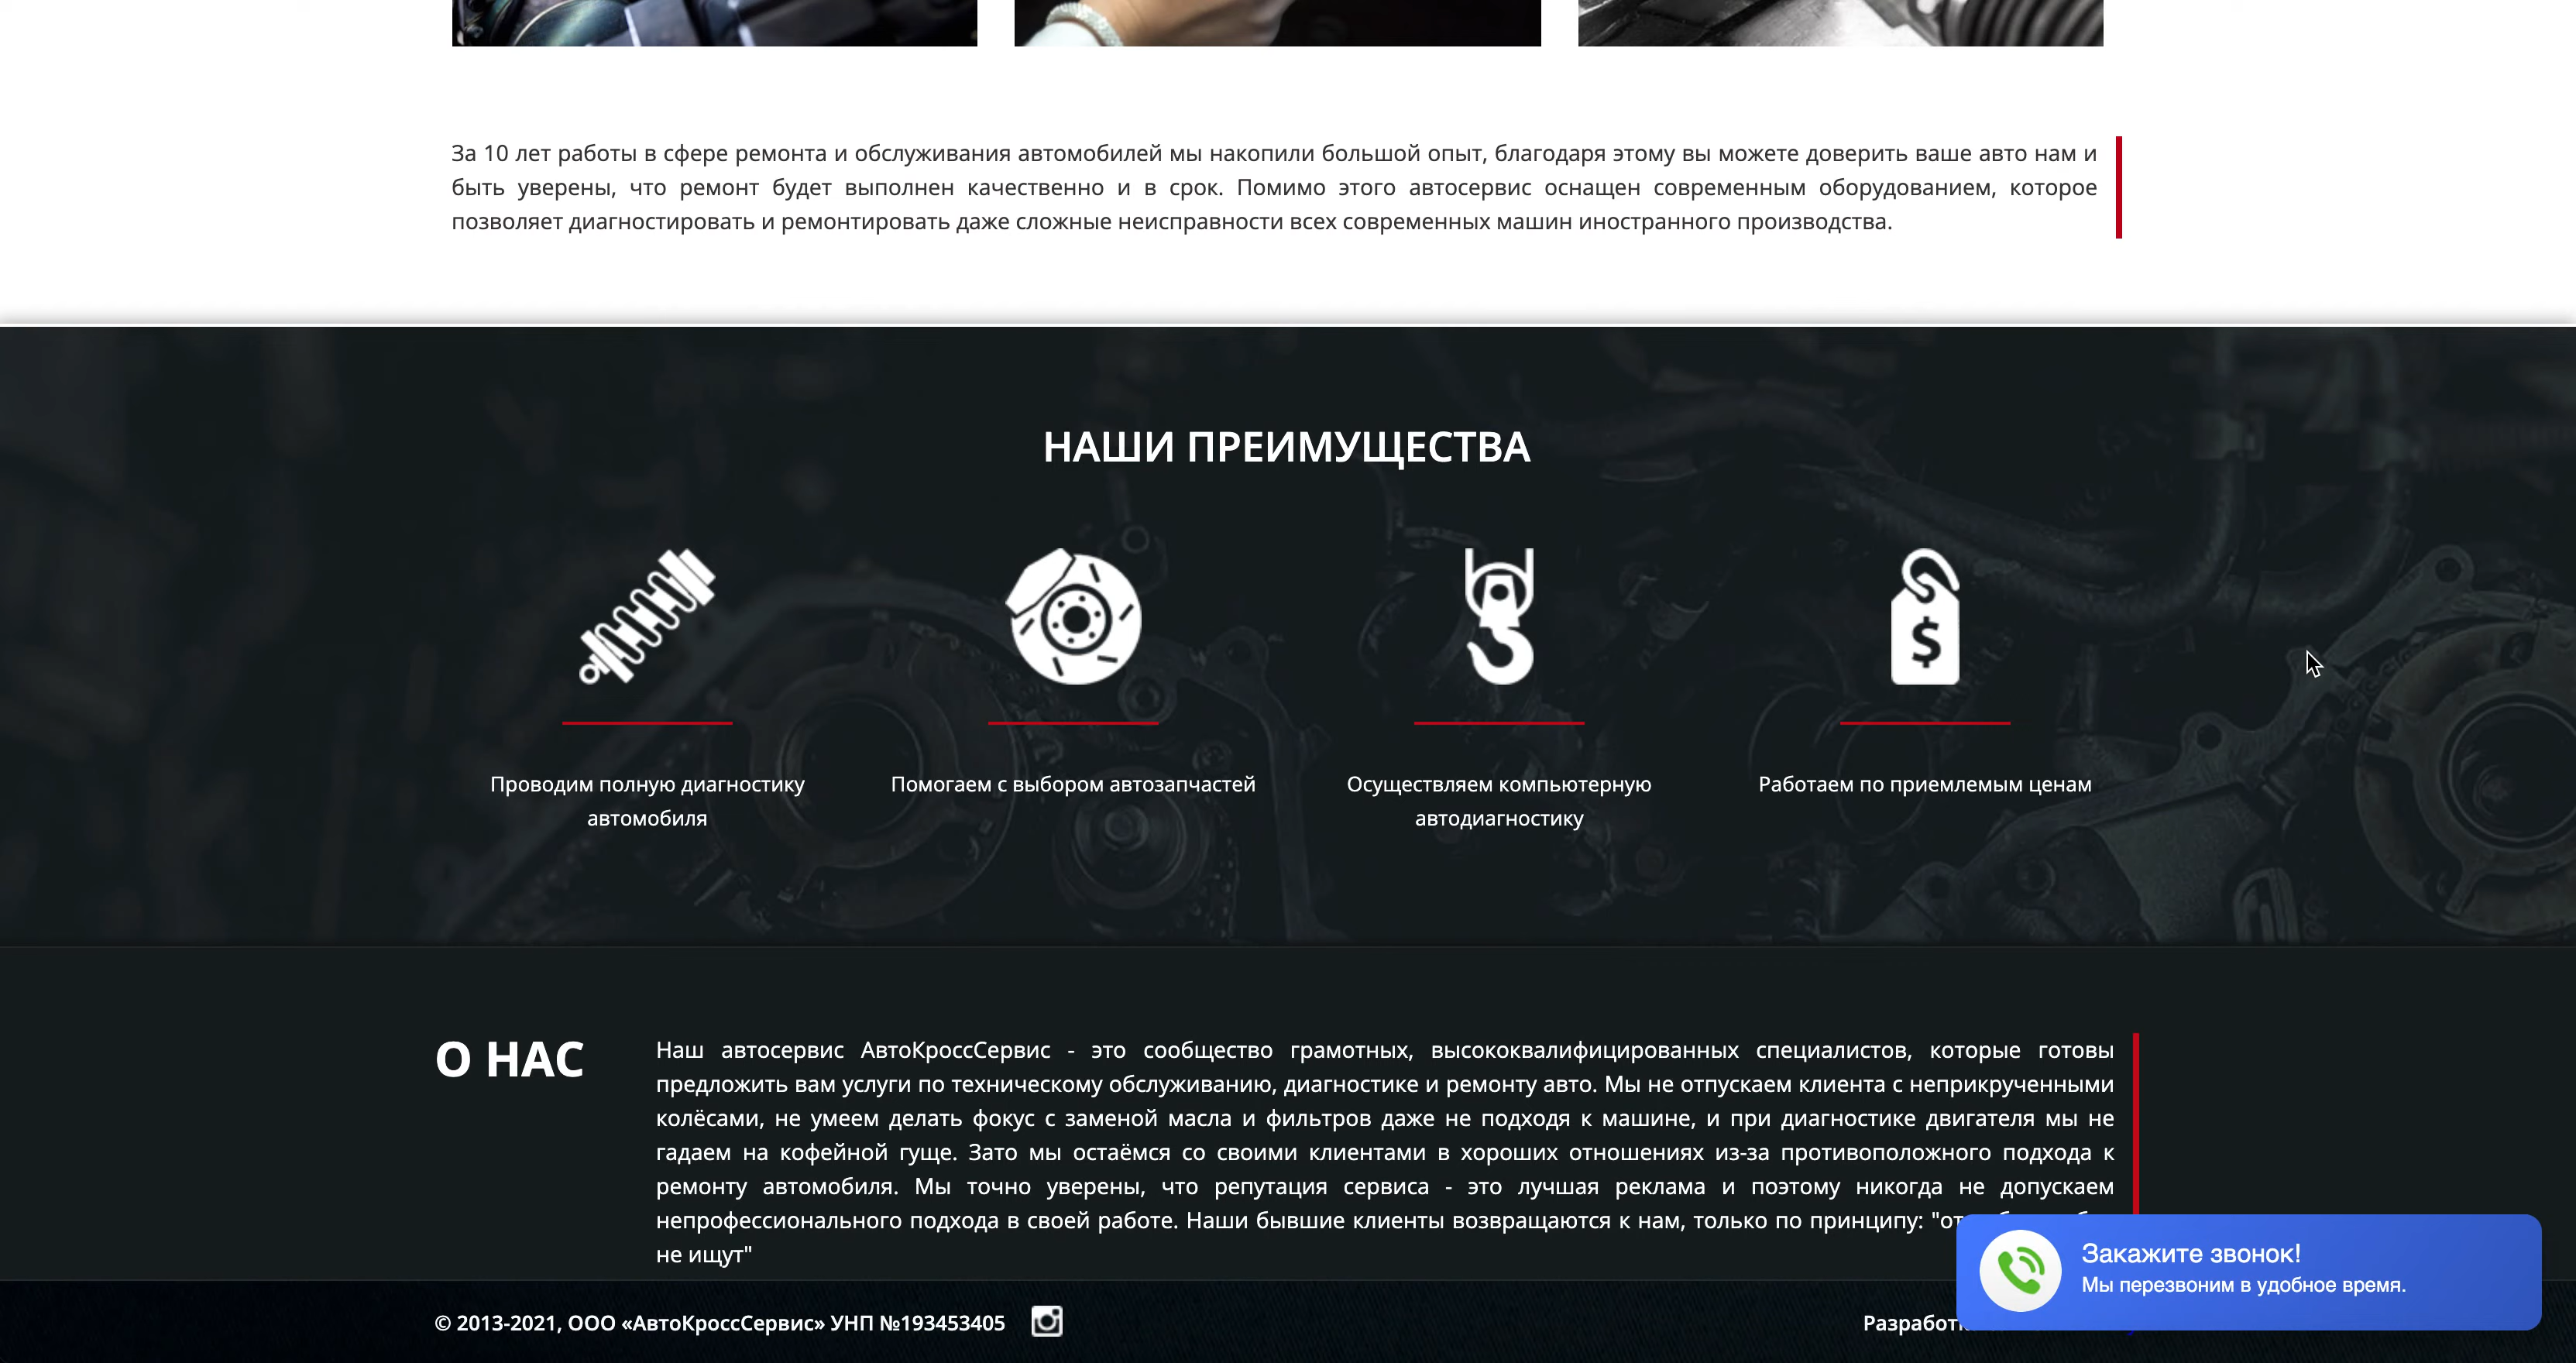 За 10 лет работы в сфере ремонта и обслуживания автомобилей мы накопили большой опыт, благодаря этому вы можете доверить ваше авто нам и
быть уверены, что ремонт будет выполнен качественно и в срок. Помимо этого автосервис оснащен современным оборудованием, которое
позволяет диагностировать и ремонтировать даже сложные неисправности всех современных машин иностранного производства.
НАШИ ПРЕИМУЩЕСТВА
Проводим полную диагностику
автомобиля
Помогаем с выбором автозапчастей
Осуществляем компьютерную
автодиагностику
$
Работаем по приемлемым ценам
О НАС
Наш автосервис АвтоКроссСервис - это сообщество грамотных, высококвалифицированных специалистов, которые готовы
предложить вам услуги по техническому обслуживанию, диагностике и ремонту авто. Мы не отпускаем клиента с неприкрученными
колёсами, не умеем делать фокус с заменой масла и фильтров даже не подходя к машине, и при диагностике двигателя мы не
гадаем на кофейной гуще. Зато мы остаёмся со своими клиентами в хороших отношениях из-за противоположного подхода к
ремонту автомобиля. Мы точно уверены, что репутация сервиса - это лучшая реклама и поэтому никогда не допускаем
непрофессионального подхода в своей работе. Наши бывшие клиенты возвращаются к нам, только по принципу:
не ищут"
Закажите звонок!
Мы перезвоним в удобное время.
© 2013-2021, ООО «АвтоКроссСервис» УНП №193453405